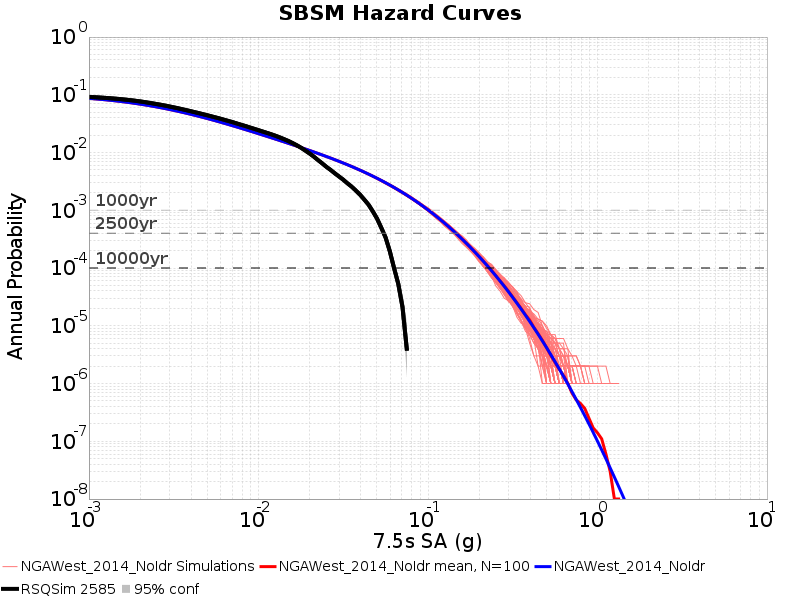 SBSM Hazard Curves
10^0
10^-1
10^-2
10^-3
10^-4
10^-5
10^-6
10^-7
10^-8
1000yr
2500yr
10000yr
Annual Probability
10^-3 10^-2 10^-1 10^0 10^1
7.5s SA (g)
NGAWest_2014_NoIdr Simulations NGAWest_2014_NoIdr mean, N=100 NGAWest_2014_NoIdr
RSQSim 2585 95% conf